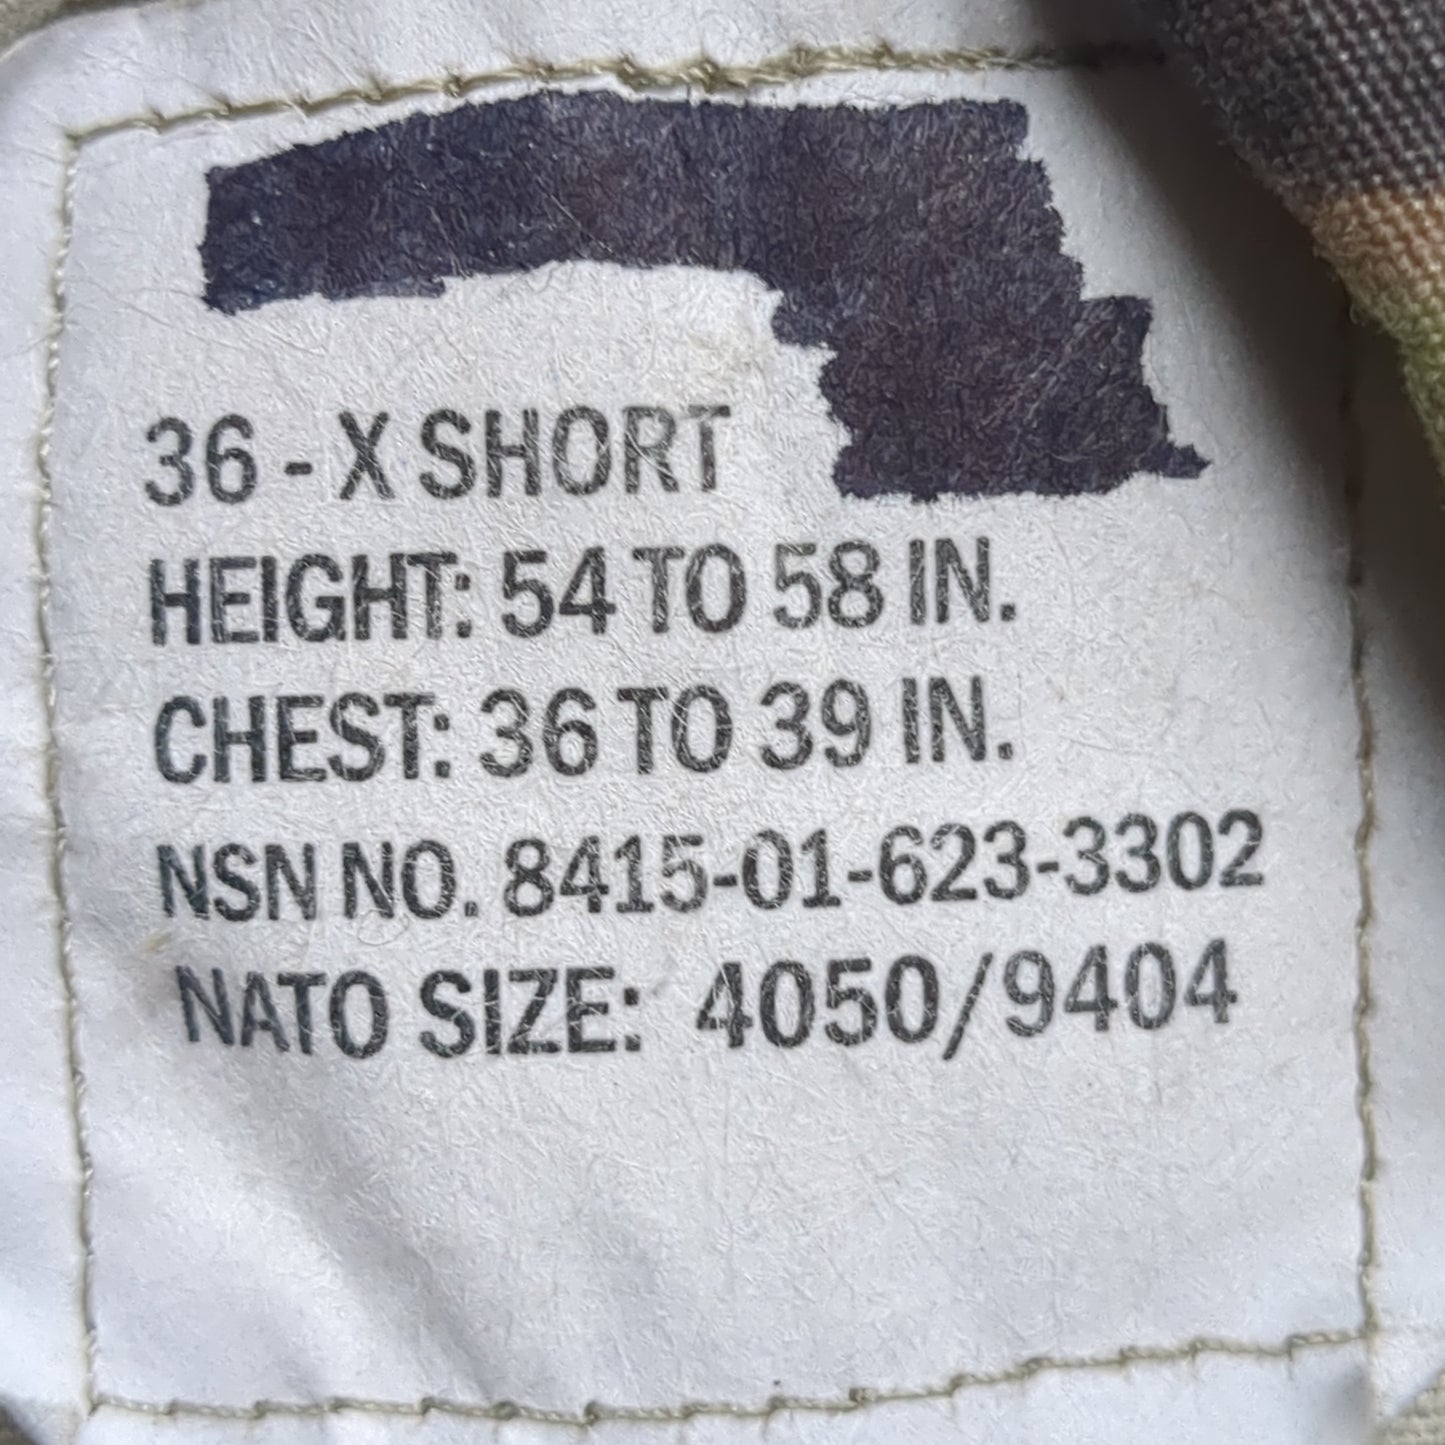 36 - X SHORT
HEIGHT: 54 TO 58 IN.
CHEST: 36 TO 39 IN.
NSN NO. 8415-01-623-3302
NATO SIZE: 4050/9404